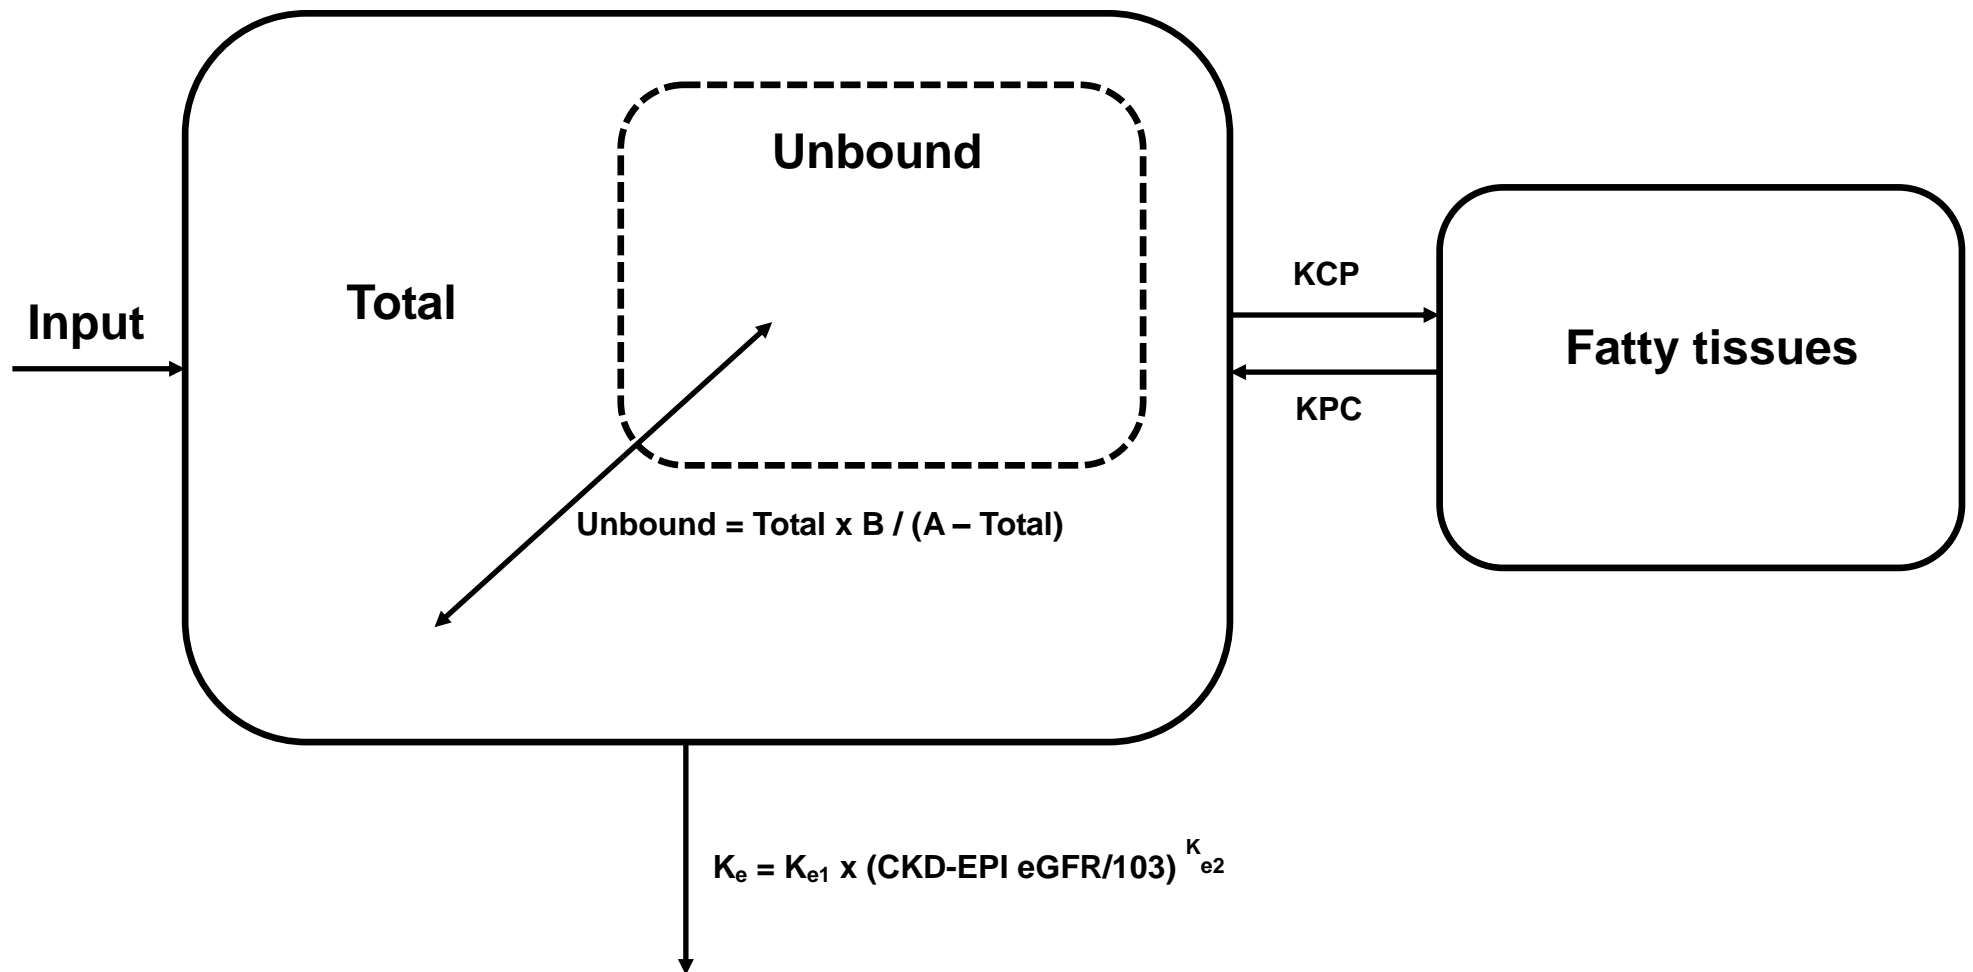 Unbound
Total
Input
KCP
Fatty tissues
KPC
Unbound = Total x B / (A – Total)
Ke = Ke1 x (CKD-EPI eGFR/103) Ke2